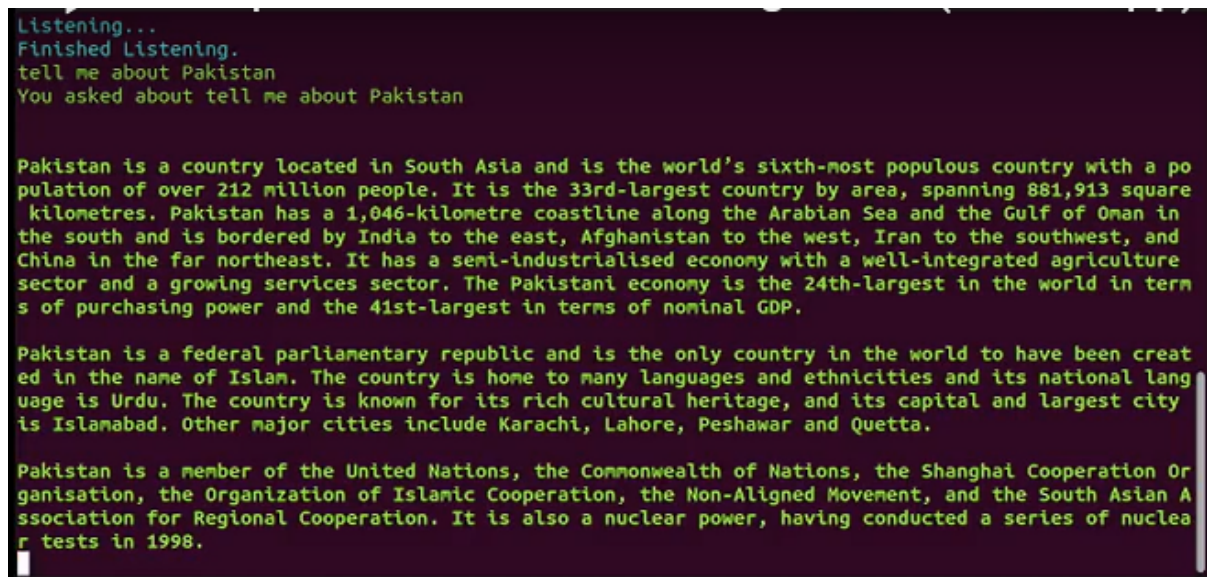 Listening...
Finished Listening.
tell me about Pakistan
You asked about tell me about Pakistan
Pakistan is a country located in South Asia and is the world’s sixth-most populous country with a po
pulation of over 212 million people. It is the 33rd-largest country by area, spanning 881,913 square
kilometres. Pakistan has a 1,046-kilometre coastline along the Arabian Sea and the Gulf of Oman in
the south and is bordered by India to the east, Afghanistan to the west, Iran to the southwest, and
China in the far northeast. It has a semi-industrialised economy with a well-integrated agriculture
sector and a growing services sector. The Pakistani economy is the 24th-largest in the world in term
s of purchasing power and the 41st-largest in terms of nominal GDP.
Pakistan is a federal parliamentary republic and is the only country in the world to have been creat
ed in the name of Islam. The country is home to many languages and ethnicities and its national lang
uage is Urdu. The country is known for its rich cultural heritage, and its capital and largest city
is Islamabad. Other major cities include Karachi, Lahore, Peshawar and Quetta.
Pakistan is a member of the United Nations, the Commonwealth of Nations, the Shanghai Cooperation Or
ganisation, the Organization of Islamic Cooperation, the Non-Aligned Movement, and the South Asian A
ssociation for Regional Cooperation. It is also a nuclear power, having conducted a series of nuclea
r tests in 1998.